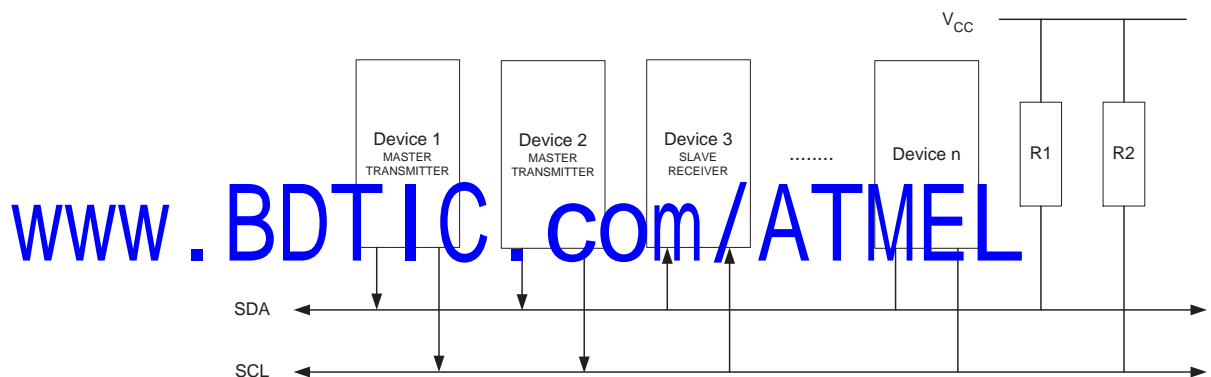 VCC
Device 1
MASTER
TRANSMITTER
Device 2
MASTER
TRANSMITTER
Device 3
SLAVE
RECEIVER
........
Device n
R1
R2
www.BDTIC.com/ATMEL
SDA
SCL